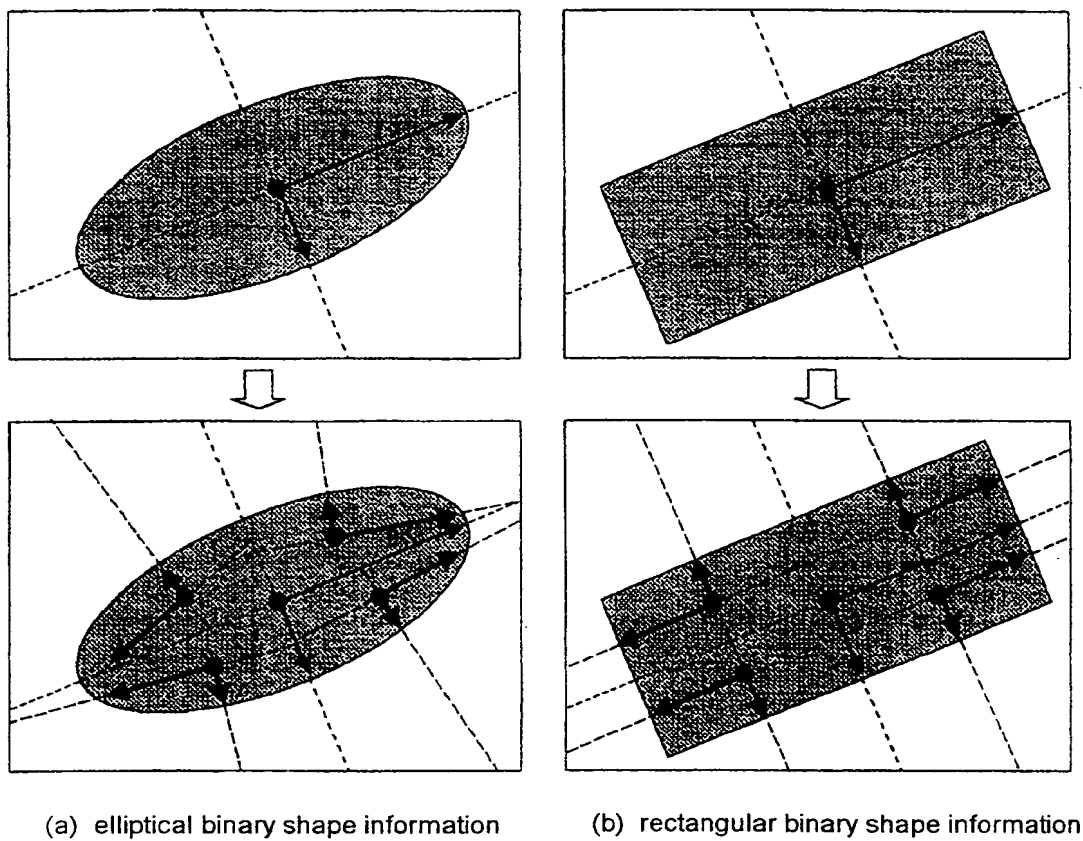 (a) elliptical binary shape information
(b) rectangular binary shape information